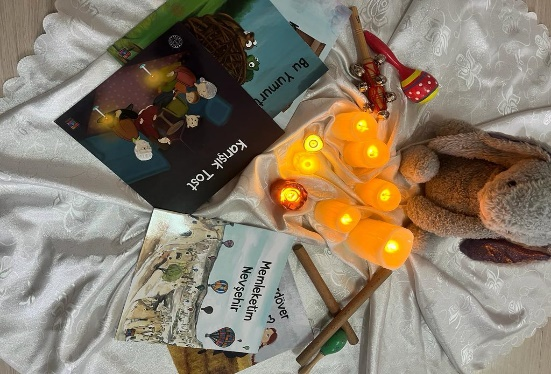 Bu Yumurt
Karışık Tost
Memleketim
Nevşehir